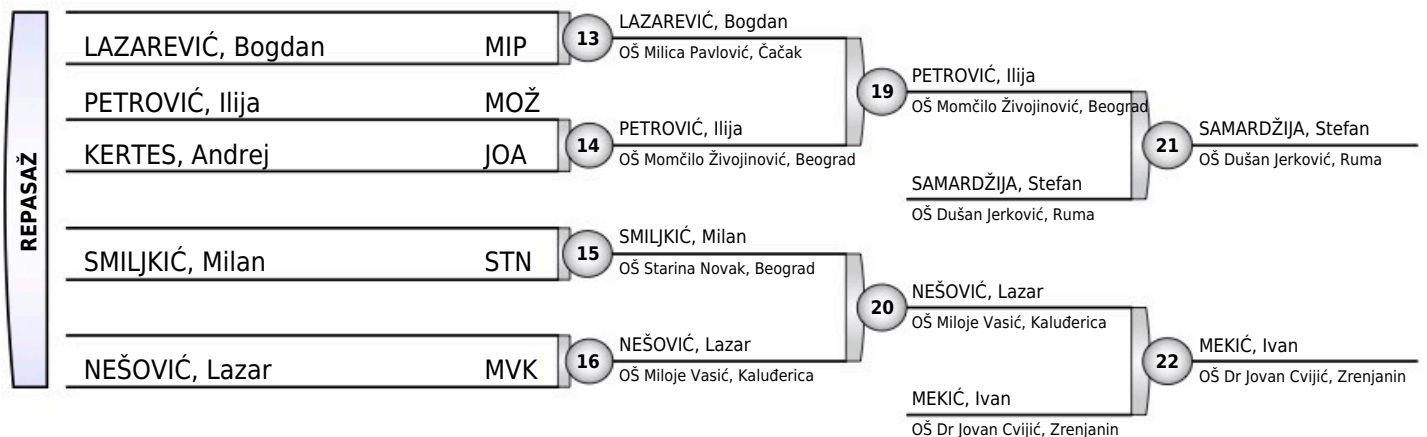 REPASAŽ
LAZAREVIĆ, Bogdan MIP
PETROVIĆ, Ilija MOŽ
KERTES, Andrej JOA
SMILJKIĆ, Milan STN
NEŠOVIĆ, Lazar MVK
13
LAZAREVIĆ, Bogdan
OŠ Milica Pavlović, Čačak
14
PETROVIĆ, Ilija
OŠ Momčilo Živojinović, Beograd
15
SMILJKIĆ, Milan
OŠ Starina Novak, Beograd
16
NEŠOVIĆ, Lazar
OŠ Miloje Vasić, Kaluđerica
19
PETROVIĆ, Ilija
OŠ Momčilo Živojinović, Beograd
SAMARDŽIJA, Stefan
OŠ Dušan Jerković, Ruma
20
NEŠOVIĆ, Lazar
OŠ Miloje Vasić, Kaluđerica
MEKIĆ, Ivan
OŠ Dr Jovan Cvijić, Zrenjanin
21
SAMARDŽIJA, Stefan
OŠ Dušan Jerković, Ruma
22
MEKIĆ, Ivan
OŠ Dr Jovan Cvijić, Zrenjanin